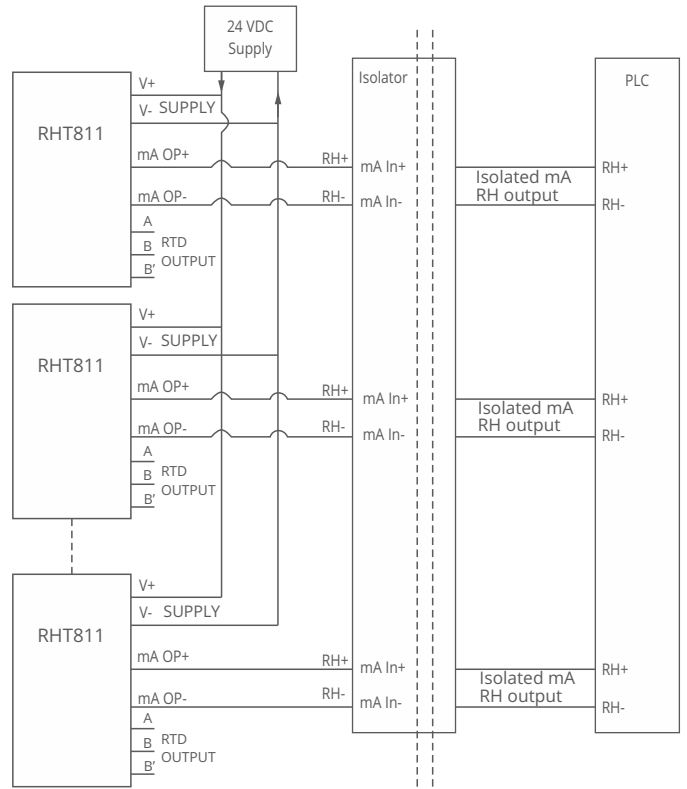 24 VDC
Supply
Isolator
PLC
RHT811
V+
V- SUPPLY
mA OP+
RH+
mA In+
Isolated mA
RH output
RH+
mA OP-
RH-
mA In-
RH-
A
B
B'
RTD
OUTPUT
RHT811
V+
V- SUPPLY
mA OP+
RH+
mA In+
Isolated mA
RH output
RH+
mA OP-
RH-
mA In-
RH-
A
B
B'
RTD
OUTPUT
RHT811
V+
V- SUPPLY
mA OP+
RH+
mA In+
Isolated mA
RH output
RH+
mA OP-
RH-
mA In-
RH-
A
B
B'
RTD
OUTPUT